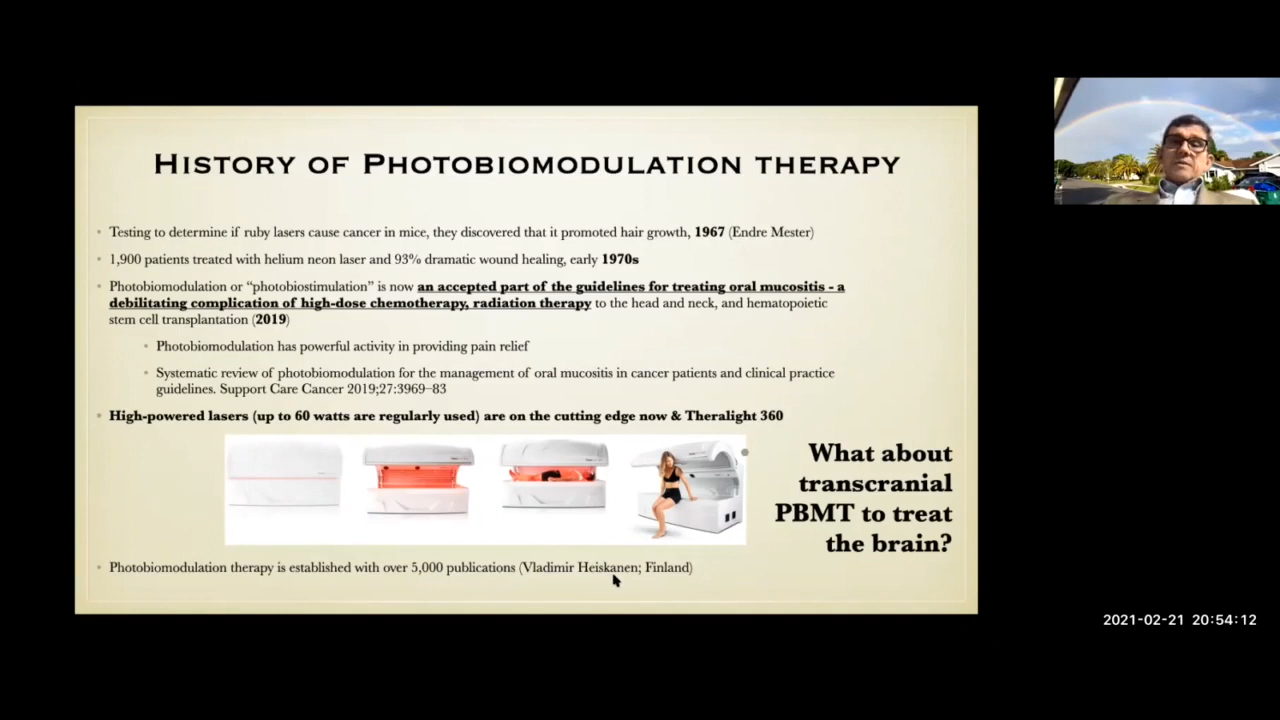 History of Photobiomodulation therapy
Testing to determine if ruby lasers cause cancer in mice, they discovered that it promoted hair growth, 1967 (Endre Mester)
1,900 patients treated with helium neon laser and 93% dramatic wound healing, early 1970s
Photobiomodulation or “photobiostimulation” is now an accepted part of the guidelines for treating oral mucositis - a
debilitating complication of high-dose chemotherapy, radiation therapy to the head and neck, and hematopoietic
stem cell transplantation (2019)
Photobiomodulation has powerful activity in providing pain relief
Systematic review of photobiomodulation for the management of oral mucositis in cancer patients and clinical practice
guidelines. Support Care Cancer 2019;27:3969–83
High-powered lasers (up to 60 watts are regularly used) are on the cutting edge now & Theralight 360
What about
transcranial
PBMT to treat
the brain?
Photobiomodulation therapy is established with over 5,000 publications (Vladimir Heiskanen; Finland)
2021-02-21 20:54:12